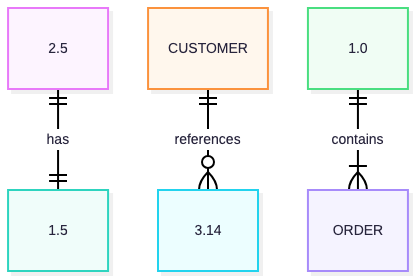 2.5
CUSTOMER
1.0
has
references
contains
1.5
3.14
ORDER